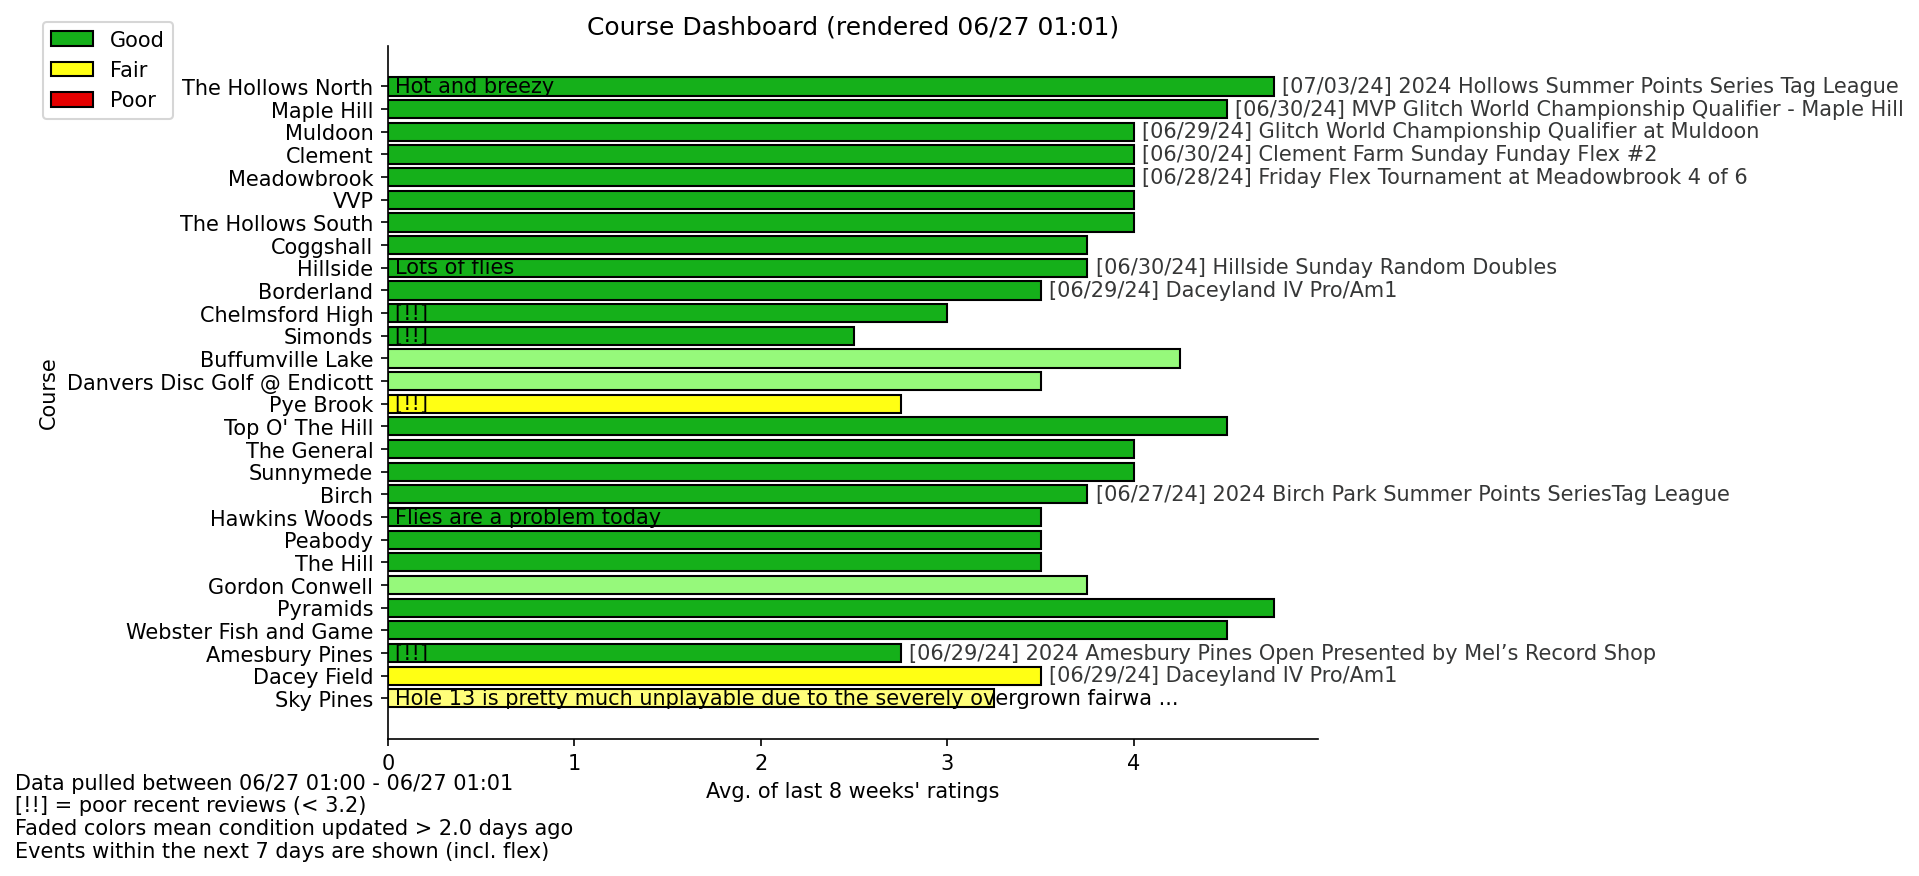 Course Dashboard (rendered 06/27 01:01)
Good
Fair
Poor
The Hollows North Hot and breezy [07/03/24] 2024 Hollows Summer Points Series Tag League
Maple Hill [06/30/24] MVP Glitch World Championship Qualifier - Maple Hill
Muldoon [06/29/24] Glitch World Championship Qualifier at Muldoon
Clement [06/30/24] Clement Farm Sunday Funday Flex #2
Meadowbrook [06/28/24] Friday Flex Tournament at Meadowbrook 4 of 6
VVP
The Hollows South
Coggshall
Hillside Lots of flies [06/30/24] Hillside Sunday Random Doubles
Borderland [06/29/24] Daceyland IV Pro/Am1
Chelmsford High [!!]
Simonds [!!]
Buffumville Lake
Danvers Disc Golf @ Endicott
Pye Brook [!!]
Top O' The Hill
The General
Sunnymede
Birch [06/27/24] 2024 Birch Park Summer Points SeriesTag League
Hawkins Woods Flies are a problem today
Peabody
The Hill
Gordon Conwell
Pyramids
Webster Fish and Game
Amesbury Pines [!!] [06/29/24] 2024 Amesbury Pines Open Presented by Mel’s Record Shop
Dacey Field [06/29/24] Daceyland IV Pro/Am1
Sky Pines Hole 13 is pretty much unplayable due to the severely overgrown fairwa ...
Course
0 1 2 3 4
Avg. of last 8 weeks' ratings
Data pulled between 06/27 01:00 - 06/27 01:01
[!!] = poor recent reviews (< 3.2)
Faded colors mean condition updated > 2.0 days ago
Events within the next 7 days are shown (incl. flex)